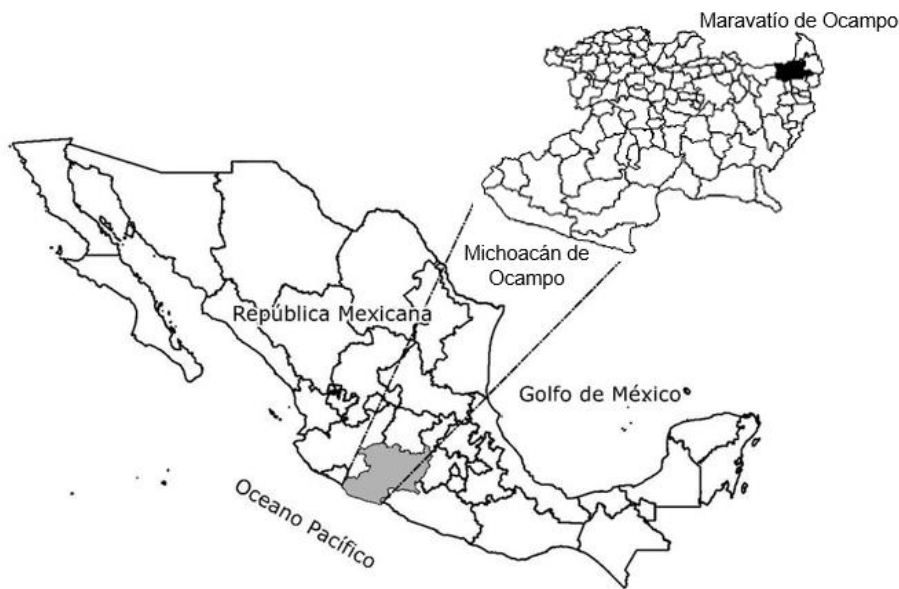 Maravatío de Ocampo
Michoacán de
Ocampo
República Mexicana
Golfo de México
Oceano Pacífico